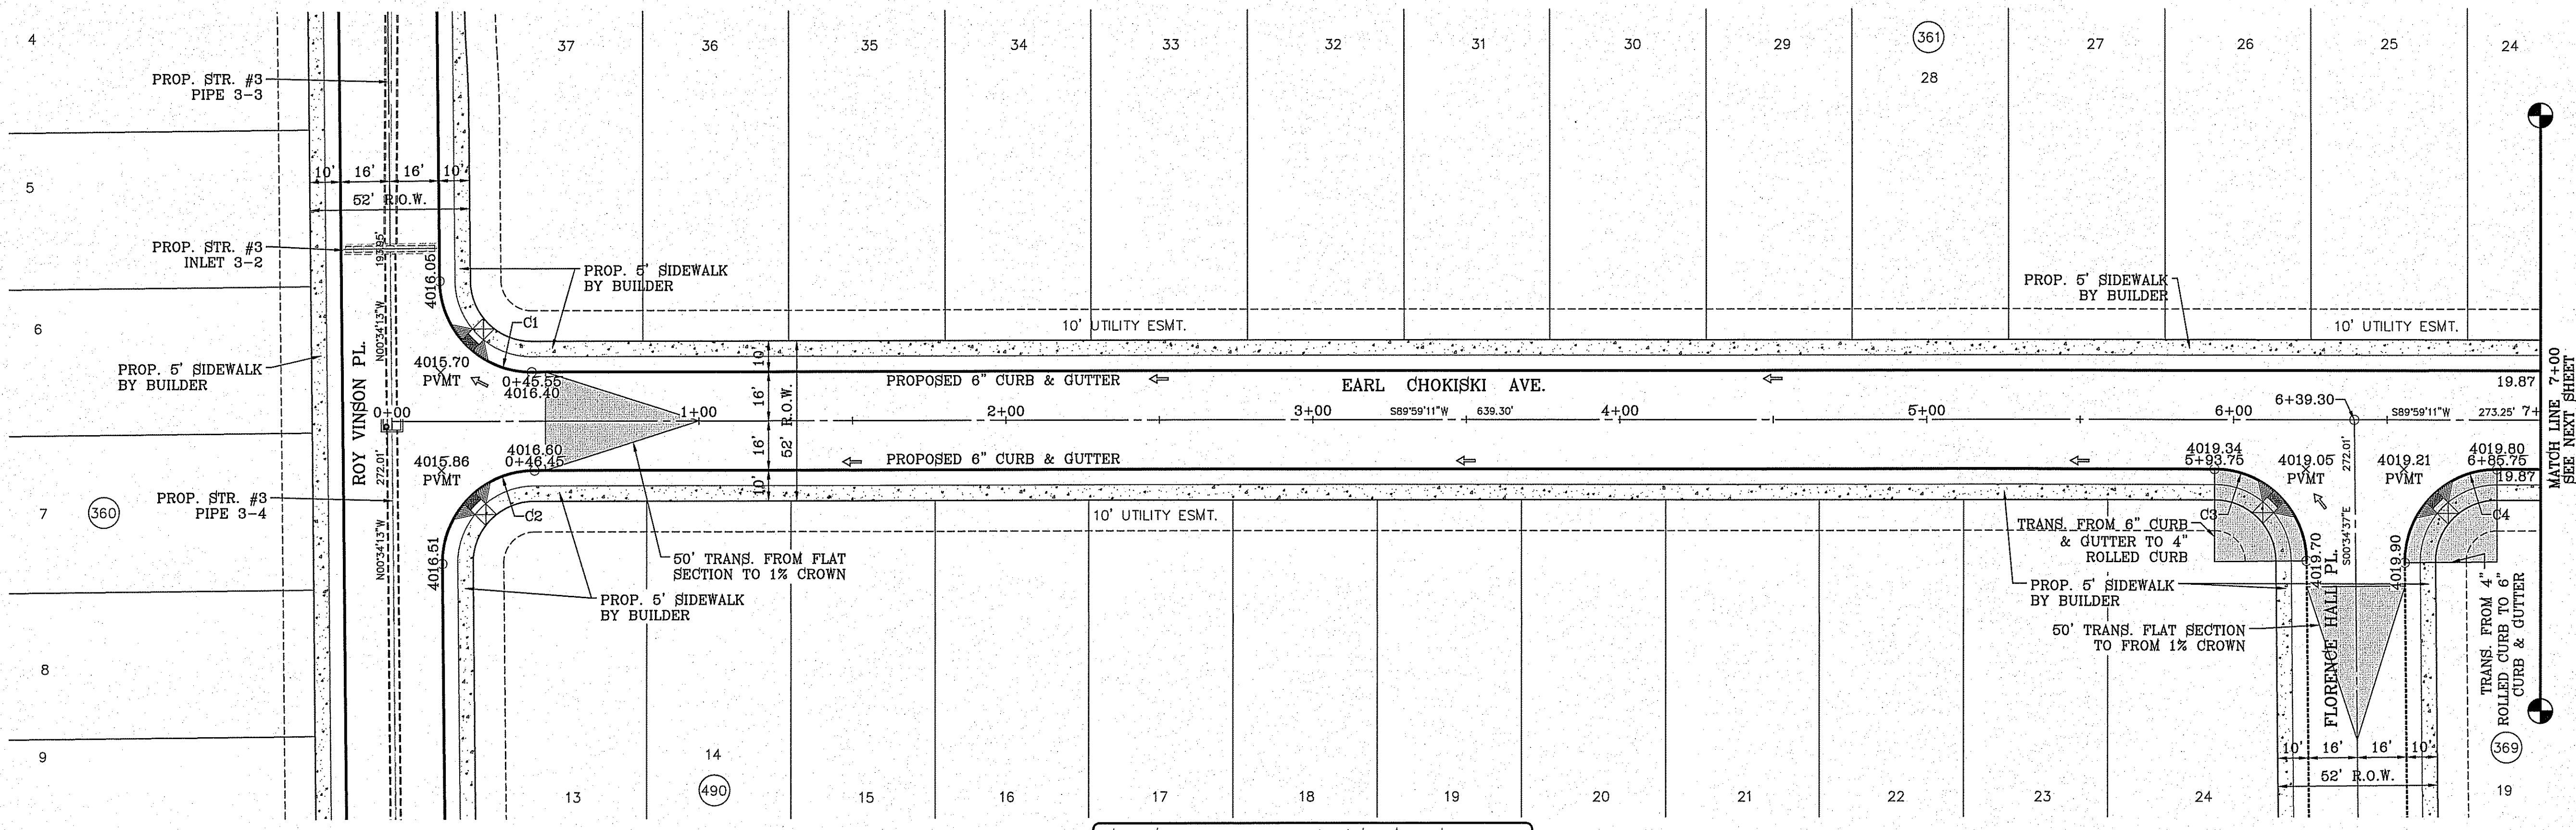 4
37
36
35
34
33
32
31
30
29
361
28
27
26
25
24
PROP. STR. #3
PIPE 3-3
5
10'
16'
16'
10'
52' R.O.W.
PROP. STR. #3
INLET 3-2
193.95'
4016.05
PROP. 5' SIDEWALK
BY BUILDER
PROP. 5' SIDEWALK
BY BUILDER
6
N00°34'13"W
C1
10' UTILITY ESMT.
10' UTILITY ESMT.
PROP. 5' SIDEWALK
BY BUILDER
ROY VINSON PL.
4015.70
PVMT
0+45.55
4016.40
10'
16'
52' R.O.W.
16'
10'
PROPOSED 6" CURB & GUTTER
EARL CHOKISKI AVE.
19.87
MATCH LINE 7+00
SEE NEXT SHEET
0+00
1+00
2+00
3+00
S89°59'11"W 639.30'
4+00
5+00
6+00
6+39.30
S89°59'11"W 273.25'
7+
272.01'
4015.86
PVMT
4016.60
0+46.45
PROPOSED 6" CURB & GUTTER
4019.34
5+93.75
4019.05
PVMT
272.01'
4019.21
PVMT
4019.80
6+85.75
19.87
7
360
PROP. STR. #3
PIPE 3-4
N00°34'13"W
C2
4016.51
10' UTILITY ESMT.
50' TRANS. FROM FLAT
SECTION TO 1% CROWN
PROP. 5' SIDEWALK
BY BUILDER
C3
C4
TRANS. FROM 6" CURB
& GUTTER TO 4"
ROLLED CURB
4019.70
S00°34'37"E
4019.90
PROP. 5' SIDEWALK
BY BUILDER
50' TRANS. FLAT SECTION
TO FROM 1% CROWN
FLORENCE HALL PL.
TRANS. FROM 4"
ROLLED CURB TO 6"
CURB & GUTTER
8
9
14
490
10'
16'
16'
10'
52' R.O.W.
369
13
15
16
17
18
19
20
21
22
23
24
19